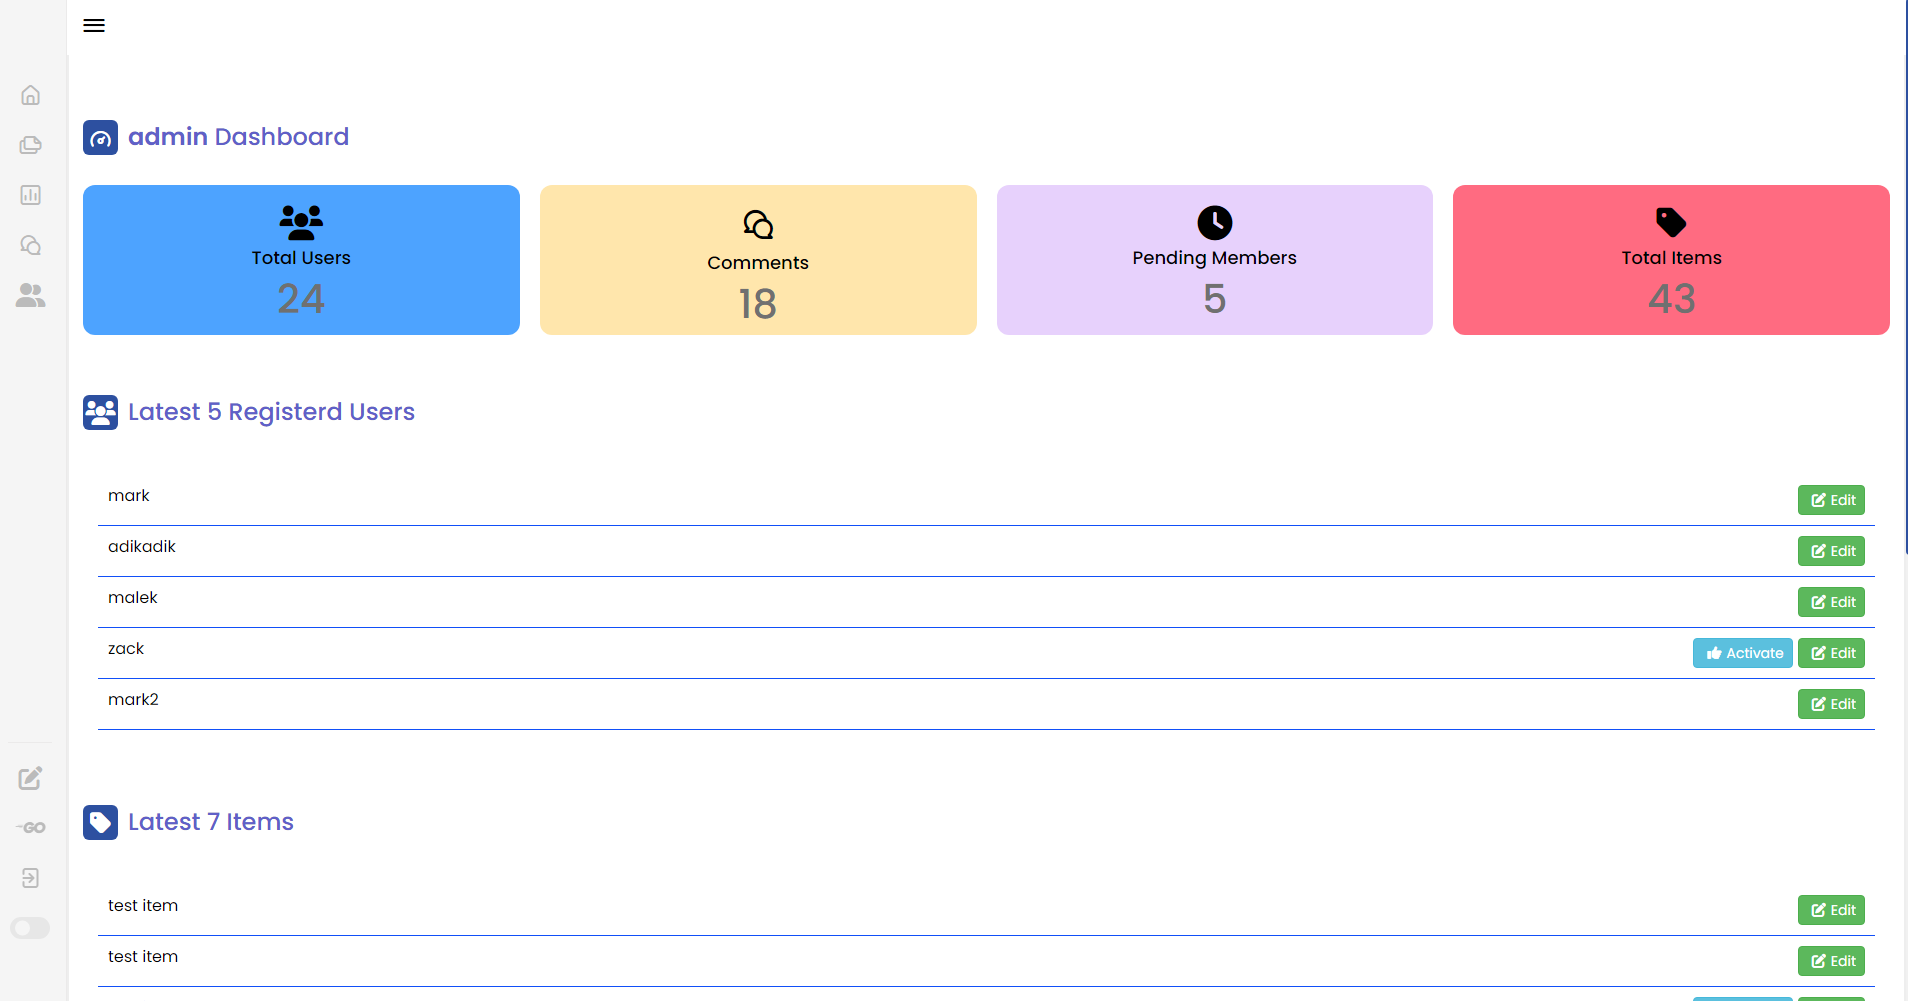 admin Dashboard
Total Users
24
Comments
18
Pending Members
5
Total Items
43
Latest 5 Registerd Users
mark
Edit
adikadik
Edit
malek
Edit
zack
Activate Edit
mark2
Edit
GO
Latest 7 Items
test item
Edit
test item
Edit